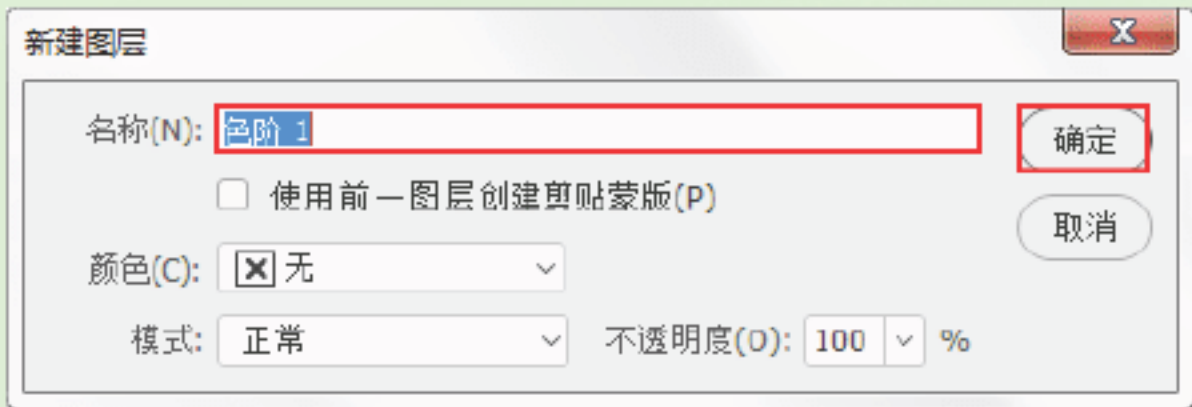 新建图层
X
名称(N): 色阶 1
确定
使用前一图层创建剪贴蒙版(P)
取消
颜色(C): 无
模式: 正常 不透明度(O): 100 %